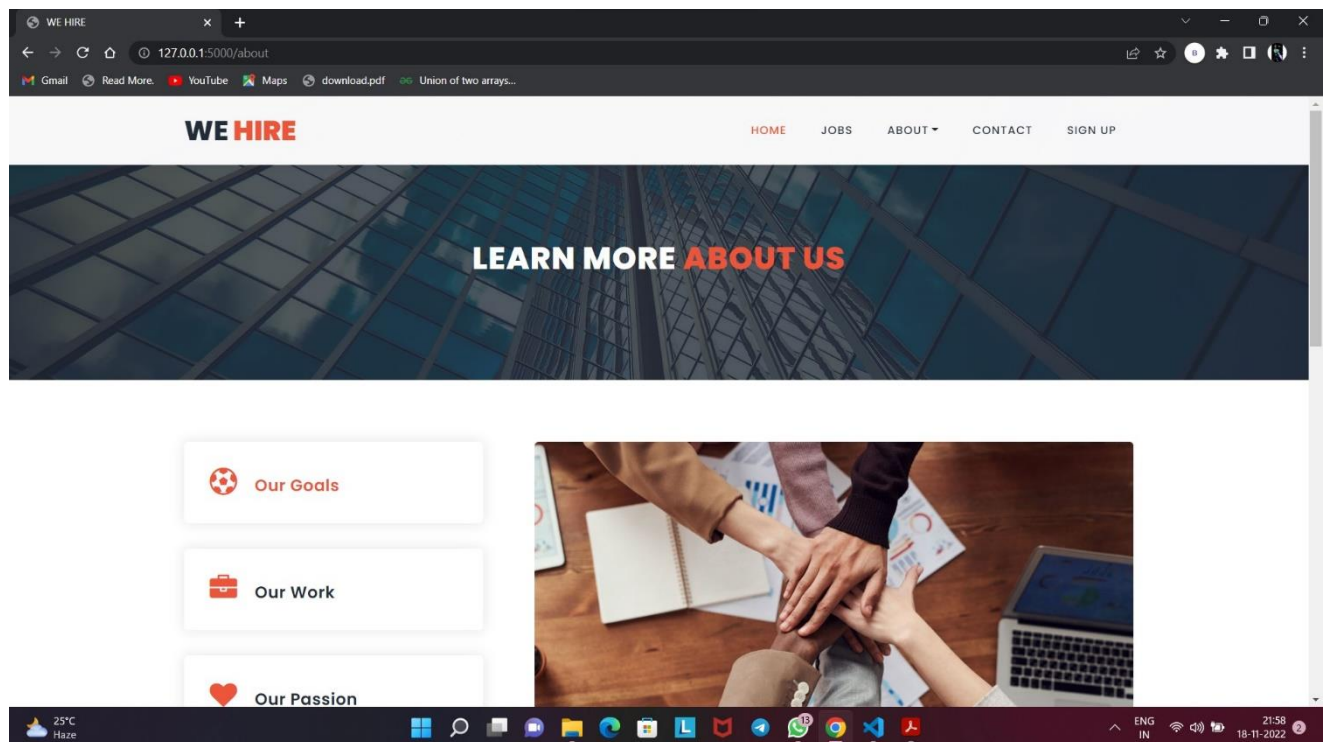 WE HIRE
127.0.0.1:5000/about
B
Gmail Read More. YouTube Maps download.pdf Union of two arrays...
WE HIRE HOME JOBS ABOUT CONTACT SIGN UP
LEARN MORE ABOUT US
Our Goals
Our Work
Our Passion
25°C
Haze
L
13
ENG
IN
21:58
18-11-2022
2